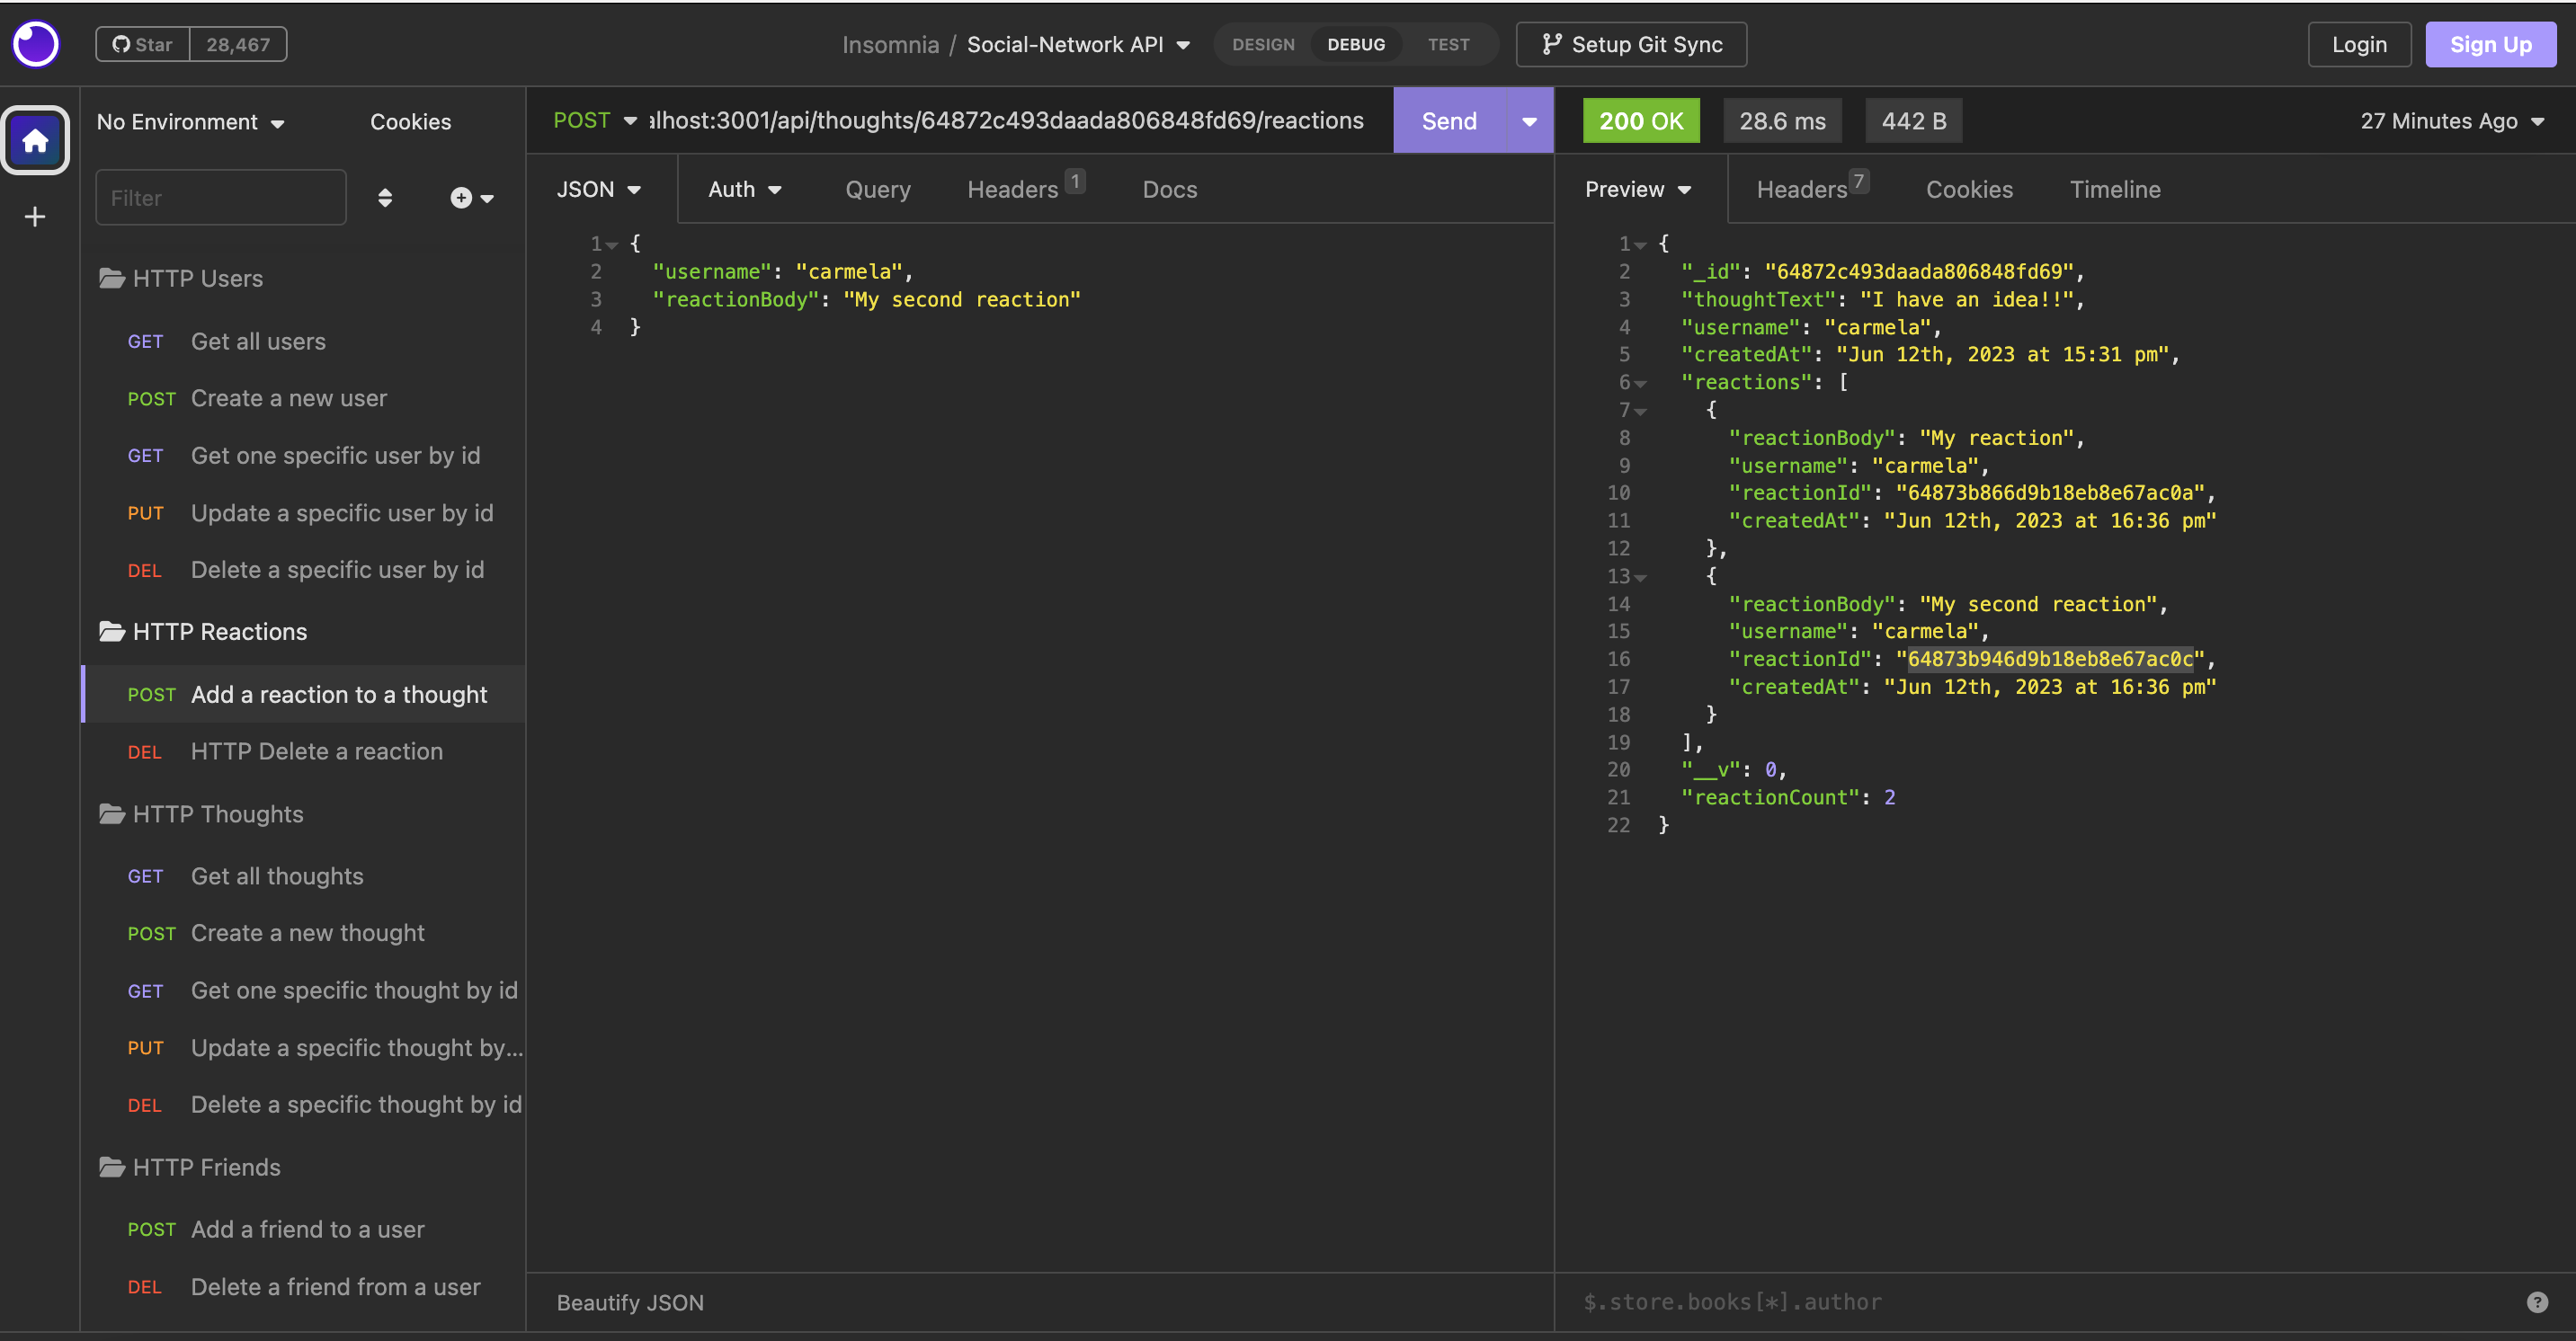 Star 28,467
Insomnia / Social-Network API
DESIGN DEBUG TEST
Setup Git Sync
Login Sign Up
No Environment Cookies
Filter
HTTP Users
GET Get all users
POST Create a new user
GET Get one specific user by id
PUT Update a specific user by id
DEL Delete a specific user by id
HTTP Reactions
POST Add a reaction to a thought
DEL HTTP Delete a reaction
HTTP Thoughts
GET Get all thoughts
POST Create a new thought
GET Get one specific thought by id
PUT Update a specific thought by...
DEL Delete a specific thought by id
HTTP Friends
POST Add a friend to a user
DEL Delete a friend from a user
POST alhost:3001/api/thoughts/64872c493daada806848fd69/reactions Send
JSON Auth Query Headers 1 Docs
1 {
2 "username": "carmela",
3 "reactionBody": "My second reaction"
4 }
Beautify JSON
200 OK 28.6 ms 442 B 27 Minutes Ago
Preview Headers 7 Cookies Timeline
1 {
2 "_id": "64872c493daada806848fd69",
3 "thoughtText": "I have an idea!!",
4 "username": "carmela",
5 "createdAt": "Jun 12th, 2023 at 15:31 pm",
6 "reactions": [
7 {
8 "reactionBody": "My reaction",
9 "username": "carmela",
10 "reactionId": "64873b866d9b18eb8e67ac0a",
11 "createdAt": "Jun 12th, 2023 at 16:36 pm"
12 },
13 {
14 "reactionBody": "My second reaction",
15 "username": "carmela",
16 "reactionId": "64873b946d9b18eb8e67ac0c",
17 "createdAt": "Jun 12th, 2023 at 16:36 pm"
18 }
19 ],
20 "__v": 0,
21 "reactionCount": 2
22 }
$.store.books[*].author
?